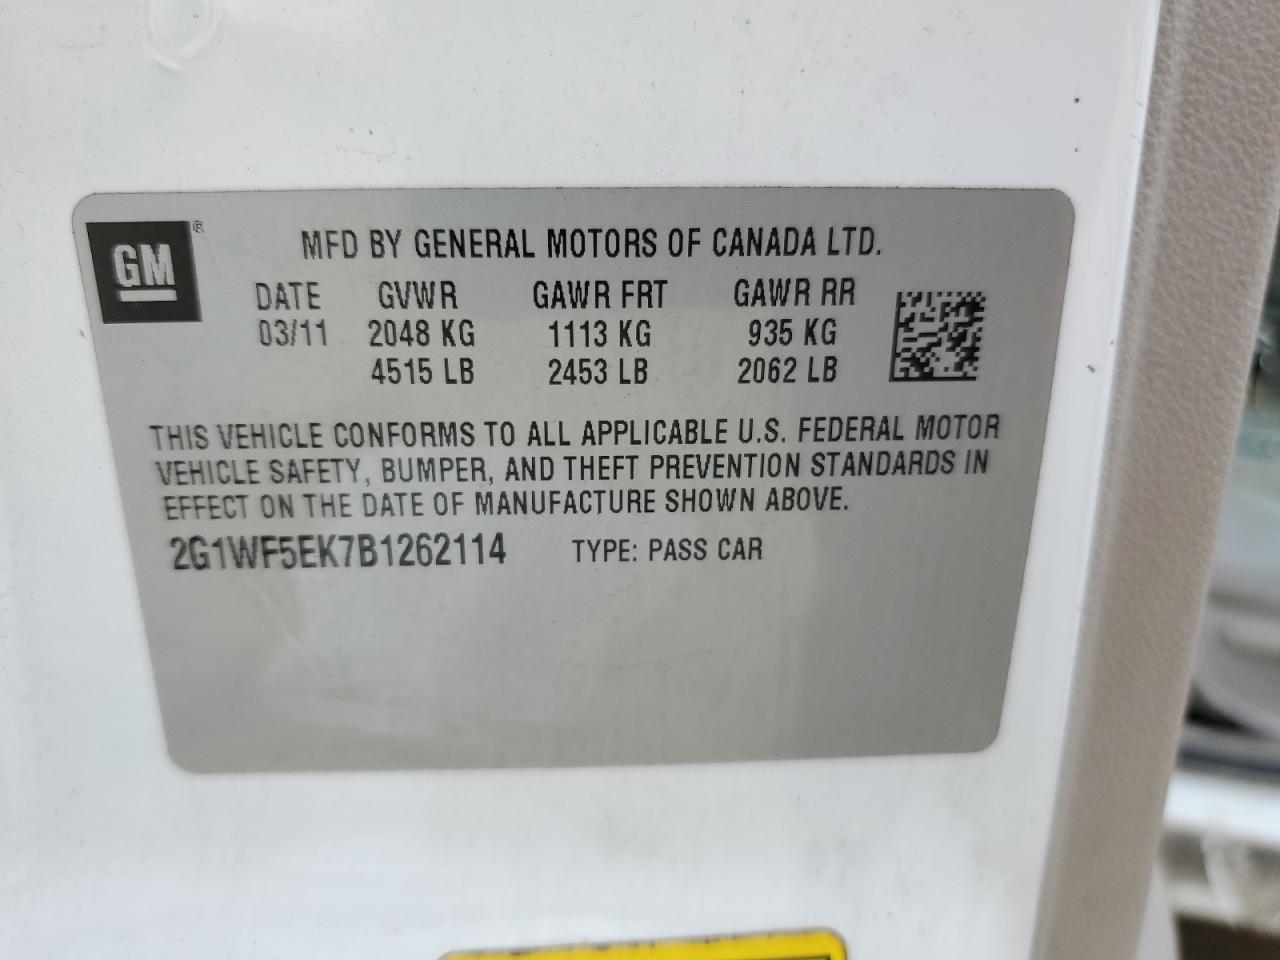 GM®
MFD BY GENERAL MOTORS OF CANADA LTD.
DATE GVWR GAWR FRT GAWR RR
03/11 2048 KG 1113 KG 935 KG
4515 LB 2453 LB 2062 LB
THIS VEHICLE CONFORMS TO ALL APPLICABLE U.S. FEDERAL MOTOR
VEHICLE SAFETY, BUMPER, AND THEFT PREVENTION STANDARDS IN
EFFECT ON THE DATE OF MANUFACTURE SHOWN ABOVE.
2G1WF5EK7B1262114 TYPE: PASS CAR